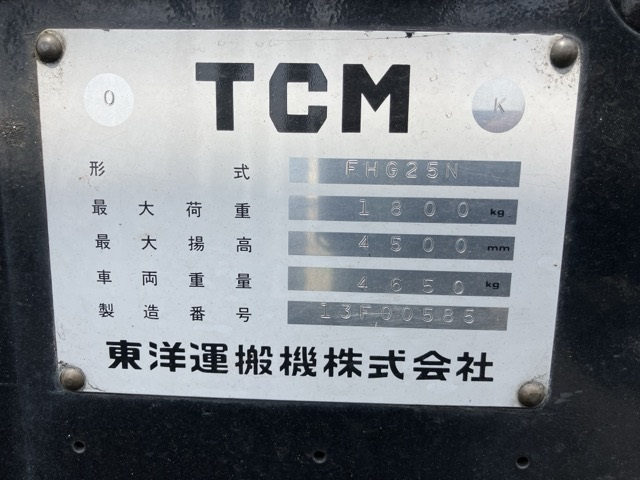 O TCM K
形式 FHG25N
最大荷重 1800 kg
最大揚高 4500 mm
車両重量 4650 kg
製造番号 13F00585
東洋運搬機株式会社